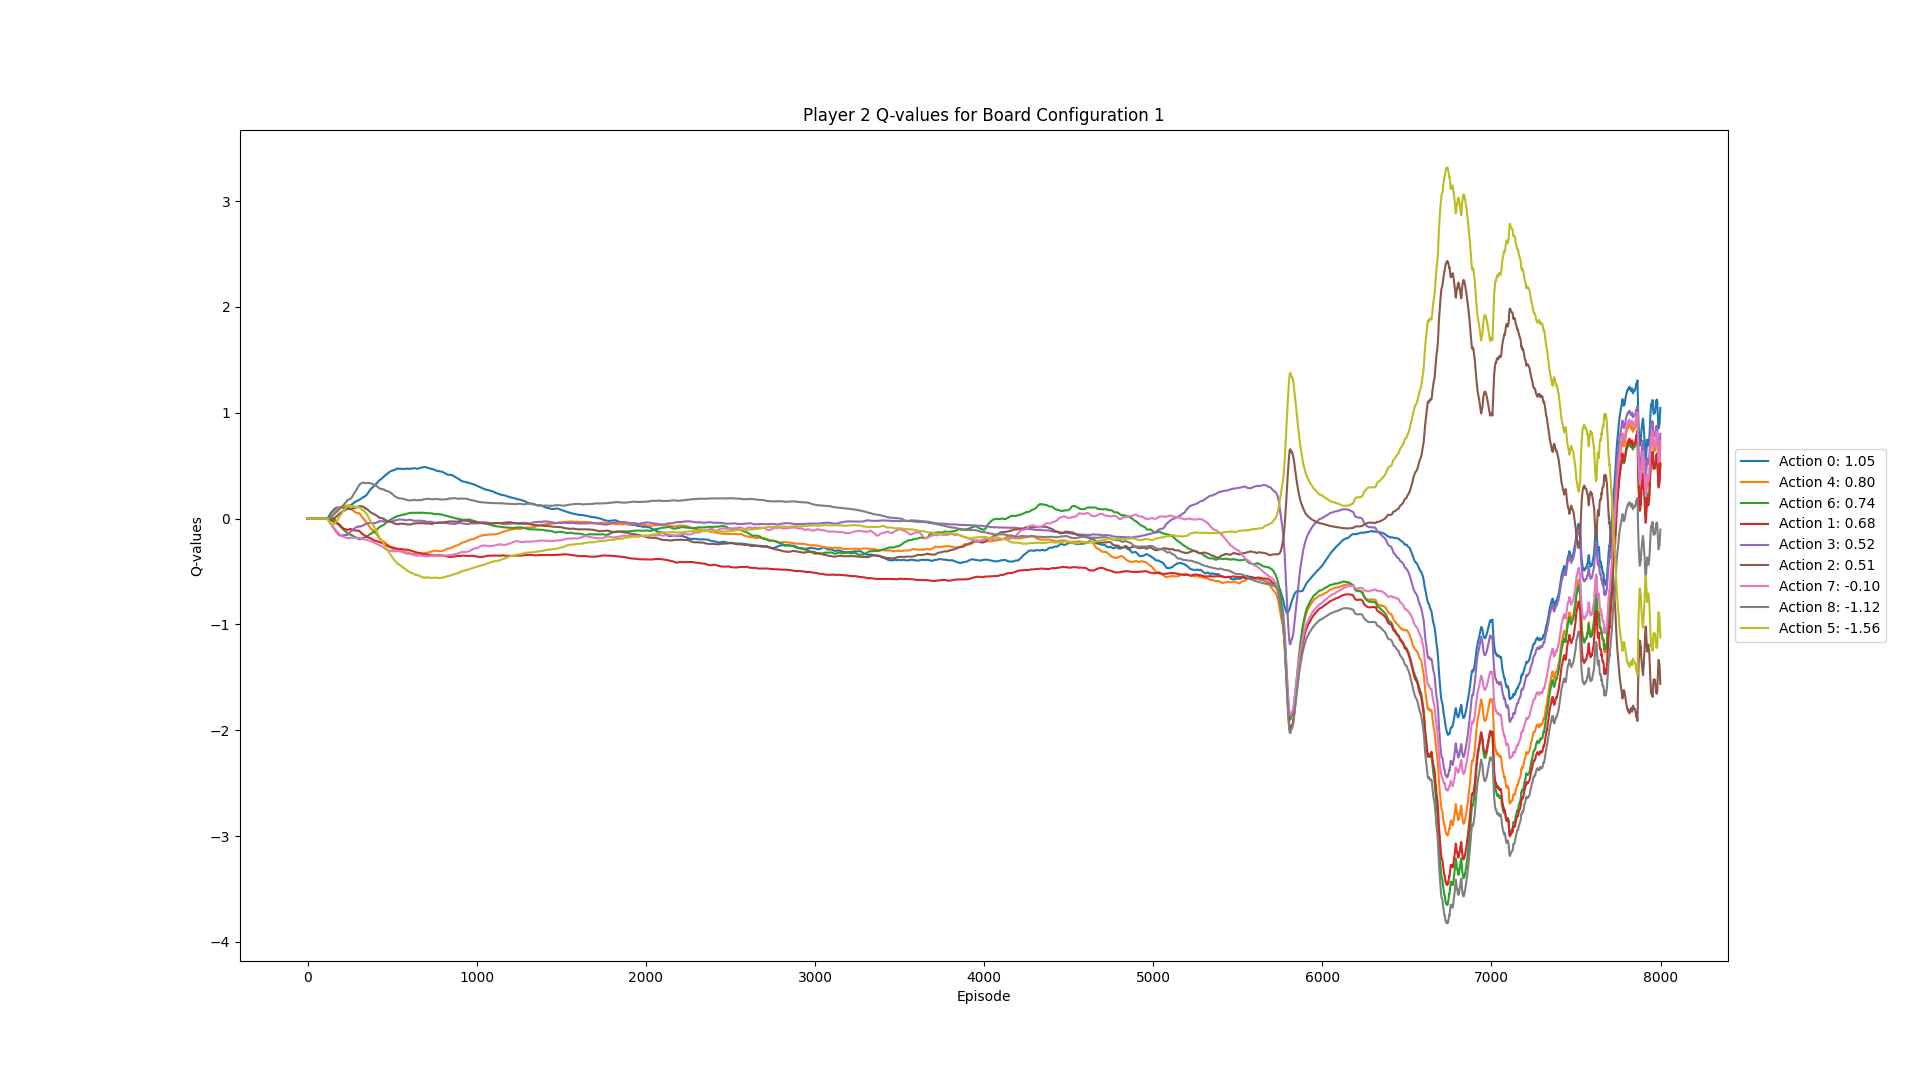 Player 2 Q-values for Board Configuration 1
3
2
1
0
−1
−2
−3
−4
Q-values
0 1000 2000 3000 4000 5000 6000 7000 8000
Episode
Action 0: 1.05
Action 4: 0.80
Action 6: 0.74
Action 1: 0.68
Action 3: 0.52
Action 2: 0.51
Action 7: -0.10
Action 8: -1.12
Action 5: -1.56